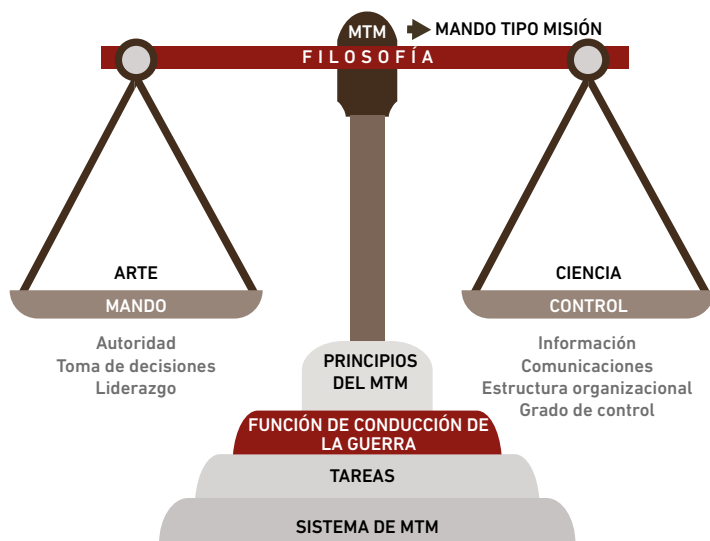 MTM
MANDO TIPO MISIÓN
FILOSOFÍA
ARTE
MANDO
Autoridad
Toma de decisiones
Liderazgo
CIENCIA
CONTROL
Información
Comunicaciones
Estructura organizacional
Grado de control
PRINCIPIOS
DEL MTM
FUNCIÓN DE CONDUCCIÓN DE
LA GUERRA
TAREAS
SISTEMA DE MTM